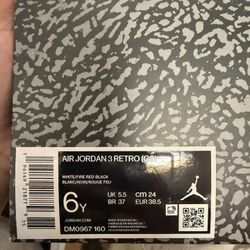 AIR JORDAN 3 RETRO (GS)
WHITE/FIRE RED-BLACK
BLANC/NOIR/ROUGE FEU
6Y
UK 5.5
cm 24
BR 37
EUR 38.5
JORDAN.COM
DM0967 160